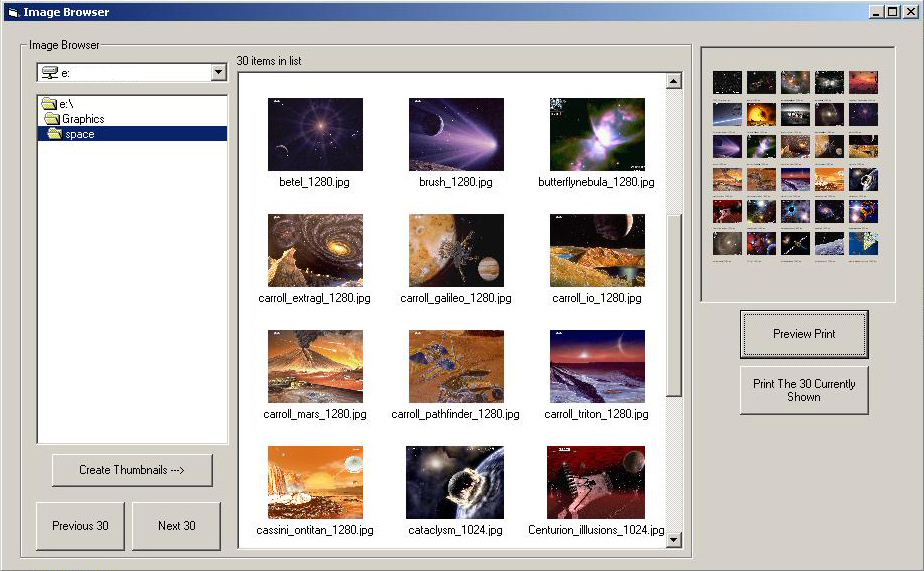 Image Browser
Image Browser
e:
e:\
Graphics
space
Create Thumbnails --->
Previous 30
Next 30
30 items in list
betel_1280.jpg
brush_1280.jpg
butterflynebula_1280.jpg
carroll_extragl_1280.jpg
carroll_galileo_1280.jpg
carroll_io_1280.jpg
carroll_mars_1280.jpg
carroll_pathfinder_1280.jpg
carroll_triton_1280.jpg
cassini_ontitan_1280.jpg
cataclysm_1024.jpg
Centurion_illlusions_1024.jpg
Preview Print
Print The 30 Currently
Shown